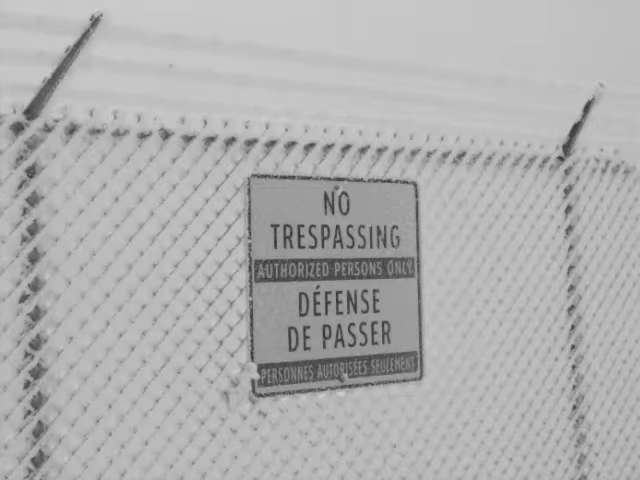 NO
TRESPASSING
AUTHORIZED PERSONS ONLY
DÉFENSE
DE PASSER
PERSONNES AUTORISÉES SEULEMENT